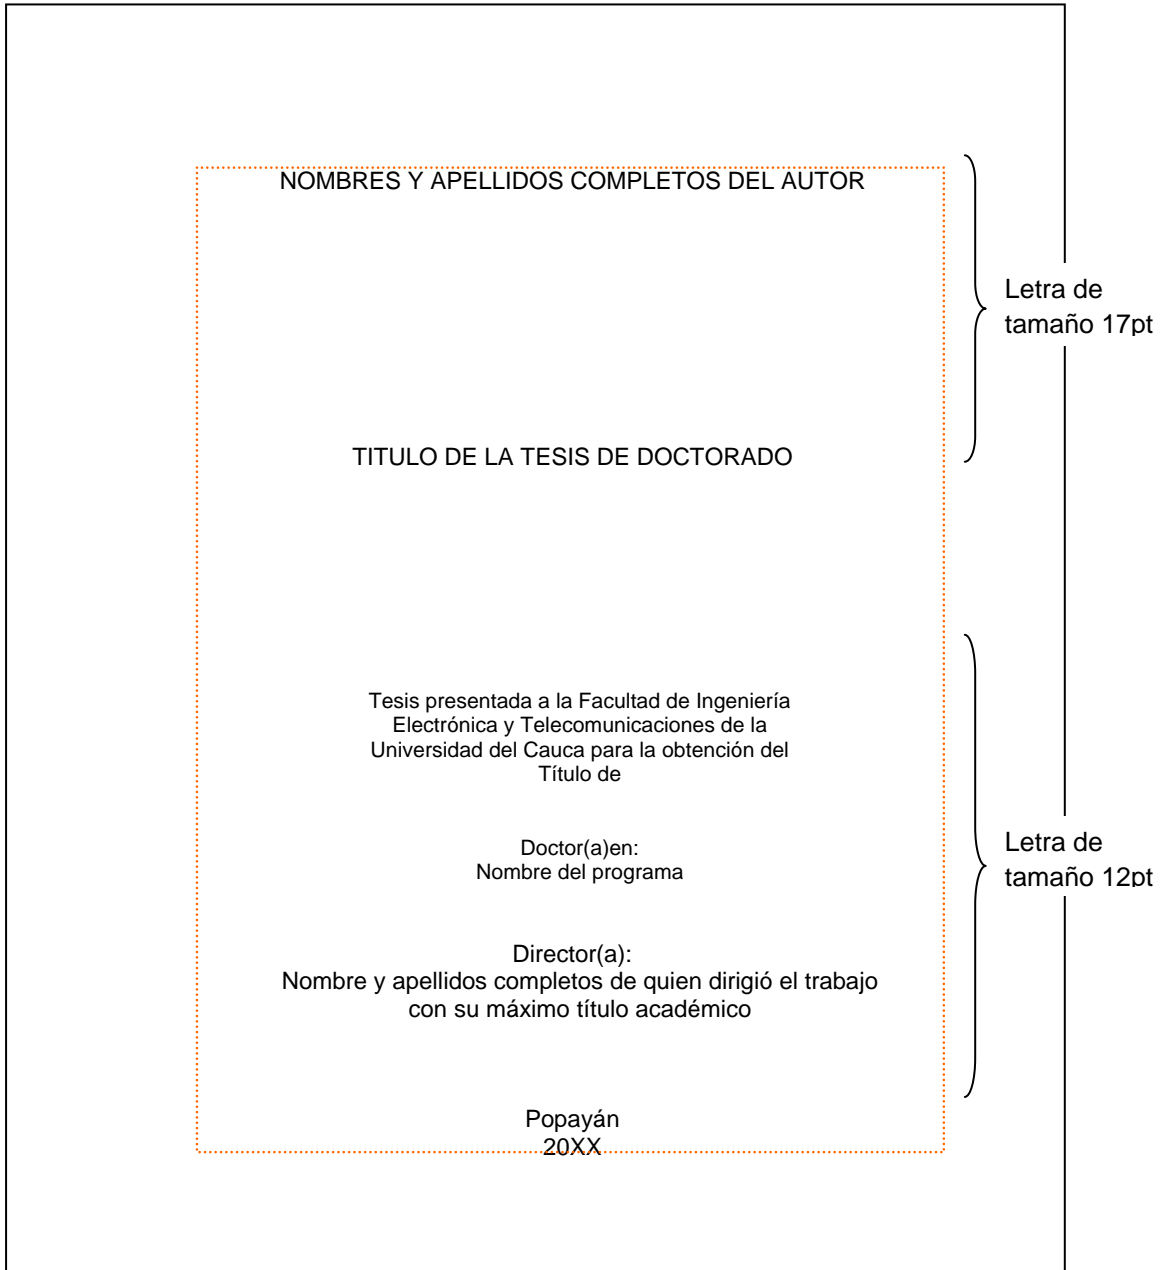 NOMBRES Y APELLIDOS COMPLETOS DEL AUTOR
Letra de
tamaño 17pt
TITULO DE LA TESIS DE DOCTORADO
Tesis presentada a la Facultad de Ingeniería
Electrónica y Telecomunicaciones de la
Universidad del Cauca para la obtención del
Título de
Doctor(a)en:
Nombre del programa
Letra de
tamaño 12pt
Director(a):
Nombre y apellidos completos de quien dirigió el trabajo
con su máximo título académico
Popayán
20XX